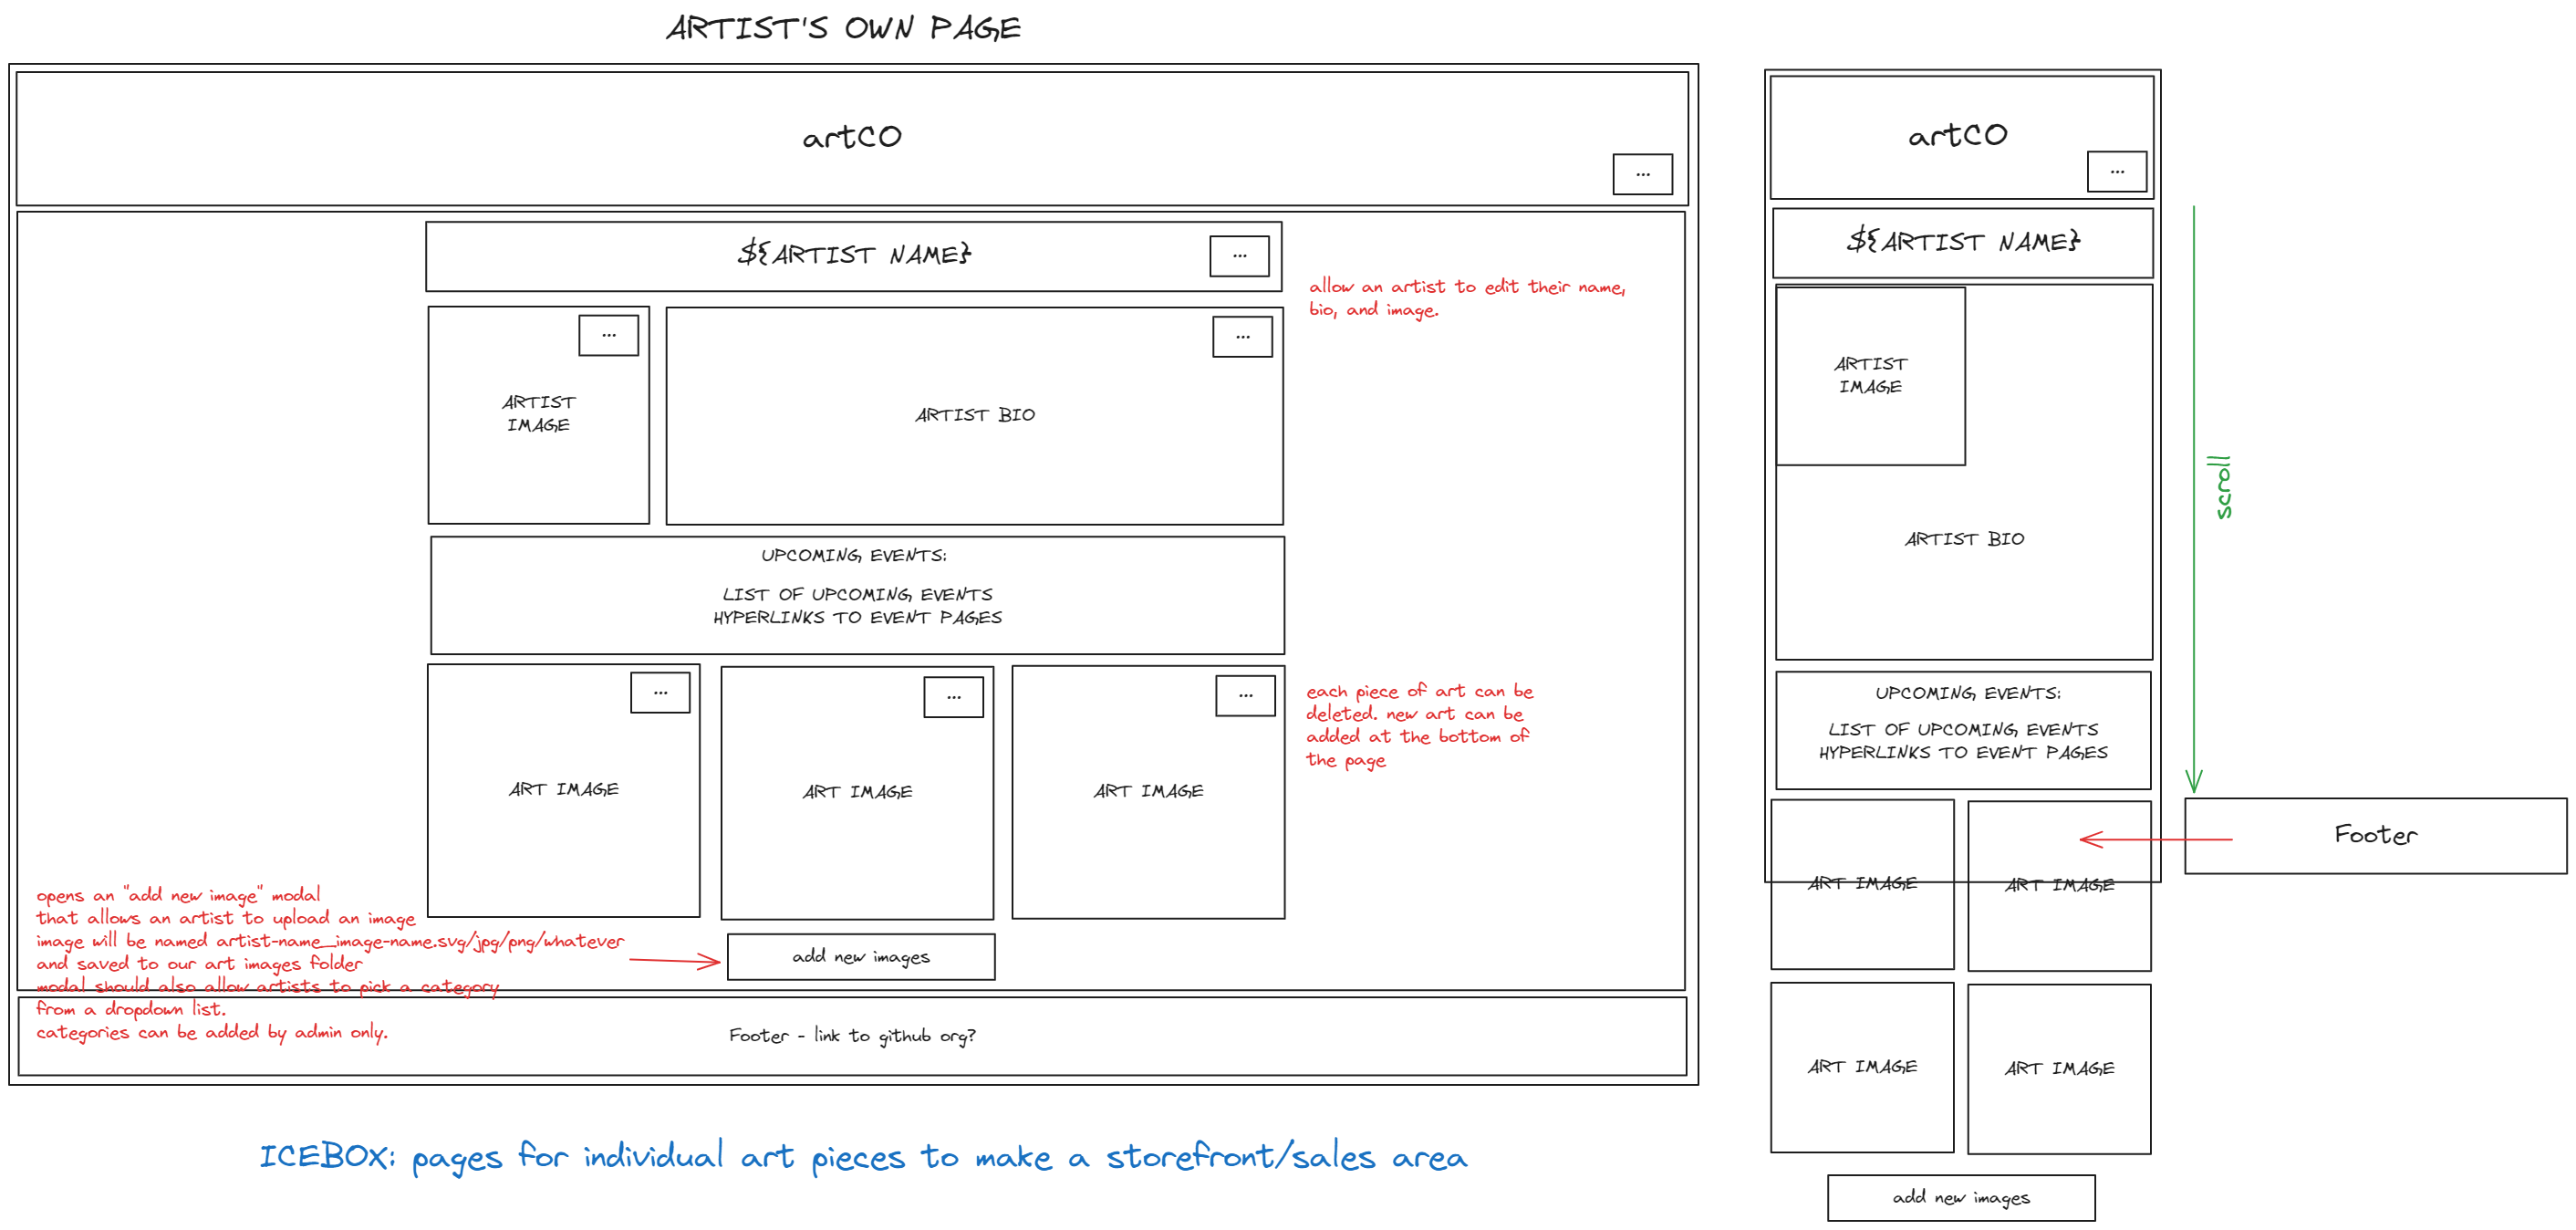 ARTIST'S OWN PAGE
artCO
...
${ARTIST NAME}
...
allow an artist to edit their name,
bio, and image.
...
ARTIST
IMAGE
...
ARTIST BIO
UPCOMING EVENTS:
LIST OF UPCOMING EVENTS
HYPERLINKS TO EVENT PAGES
...
ART IMAGE
...
ART IMAGE
...
ART IMAGE
each piece of art can be
deleted. new art can be
added at the bottom of
the page
opens an "add new image" modal
that allows an artist to upload an image
image will be named artist-name_image-name.svg/jpg/png/whatever
and saved to our art images folder
modal should also allow artists to pick a category
from a dropdown list.
categories can be added by admin only.
add new images
Footer - link to github org?
ICEBOX: pages for individual art pieces to make a storefront/sales area
artCO
...
${ARTIST NAME}
ARTIST
IMAGE
ARTIST BIO
UPCOMING EVENTS:
LIST OF UPCOMING EVENTS
HYPERLINKS TO EVENT PAGES
ART IMAGE
ART IMAGE
ART IMAGE
ART IMAGE
add new images
scroll
Footer